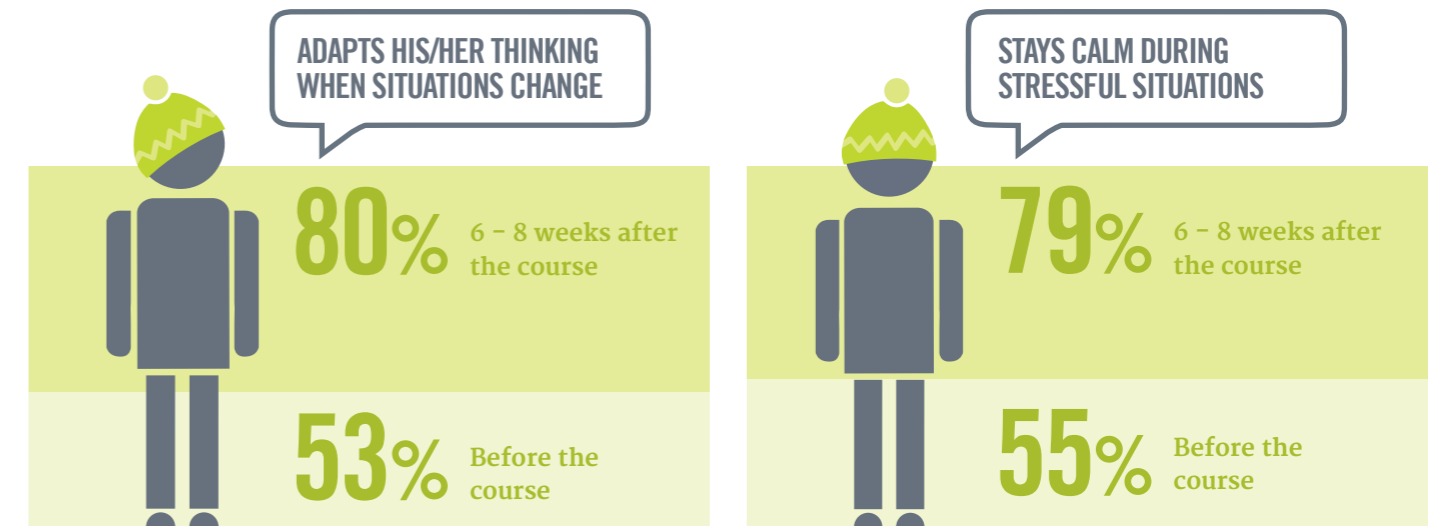 ADAPTS HIS/HER THINKING
WHEN SITUATIONS CHANGE
80% 6 – 8 weeks after
the course
53% Before the
course
STAYS CALM DURING
STRESSFUL SITUATIONS
79% 6 – 8 weeks after
the course
55% Before the
course